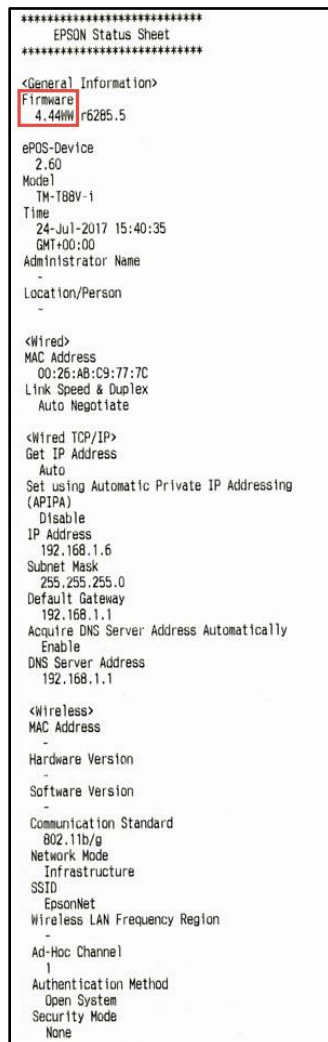 ****************************
EPSON Status Sheet
****************************
<General Information>
Firmware
4.44WW r6285.5
ePOS-Device
2.60
Model
TM-T88V-i
Time
24-Jul-2017 15:40:35
GMT+00:00
Administrator Name
-
Location/Person
-
<Wired>
MAC Address
00:26:AB:C9:77:7C
Link Speed & Duplex
Auto Negotiate
<Wired TCP/IP>
Get IP Address
Auto
Set using Automatic Private IP Addressing
(APIPA)
Disable
IP Address
192.168.1.6
Subnet Mask
255.255.255.0
Default Gateway
192.168.1.1
Acquire DNS Server Address Automatically
Enable
DNS Server Address
192.168.1.1
<Wireless>
MAC Address
-
Hardware Version
-
Software Version
-
Communication Standard
802.11b/g
Network Mode
Infrastructure
SSID
EpsonNet
Wireless LAN Frequency Region
-
Ad-Hoc Channel
1
Authentication Method
Open System
Security Mode
None